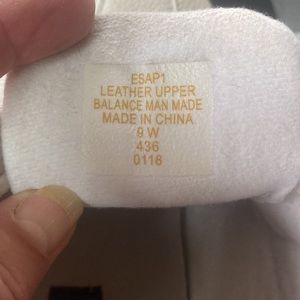 ESAP1
LEATHER UPPER
BALANCE MAN MADE
MADE IN CHINA
9 W
436
0118